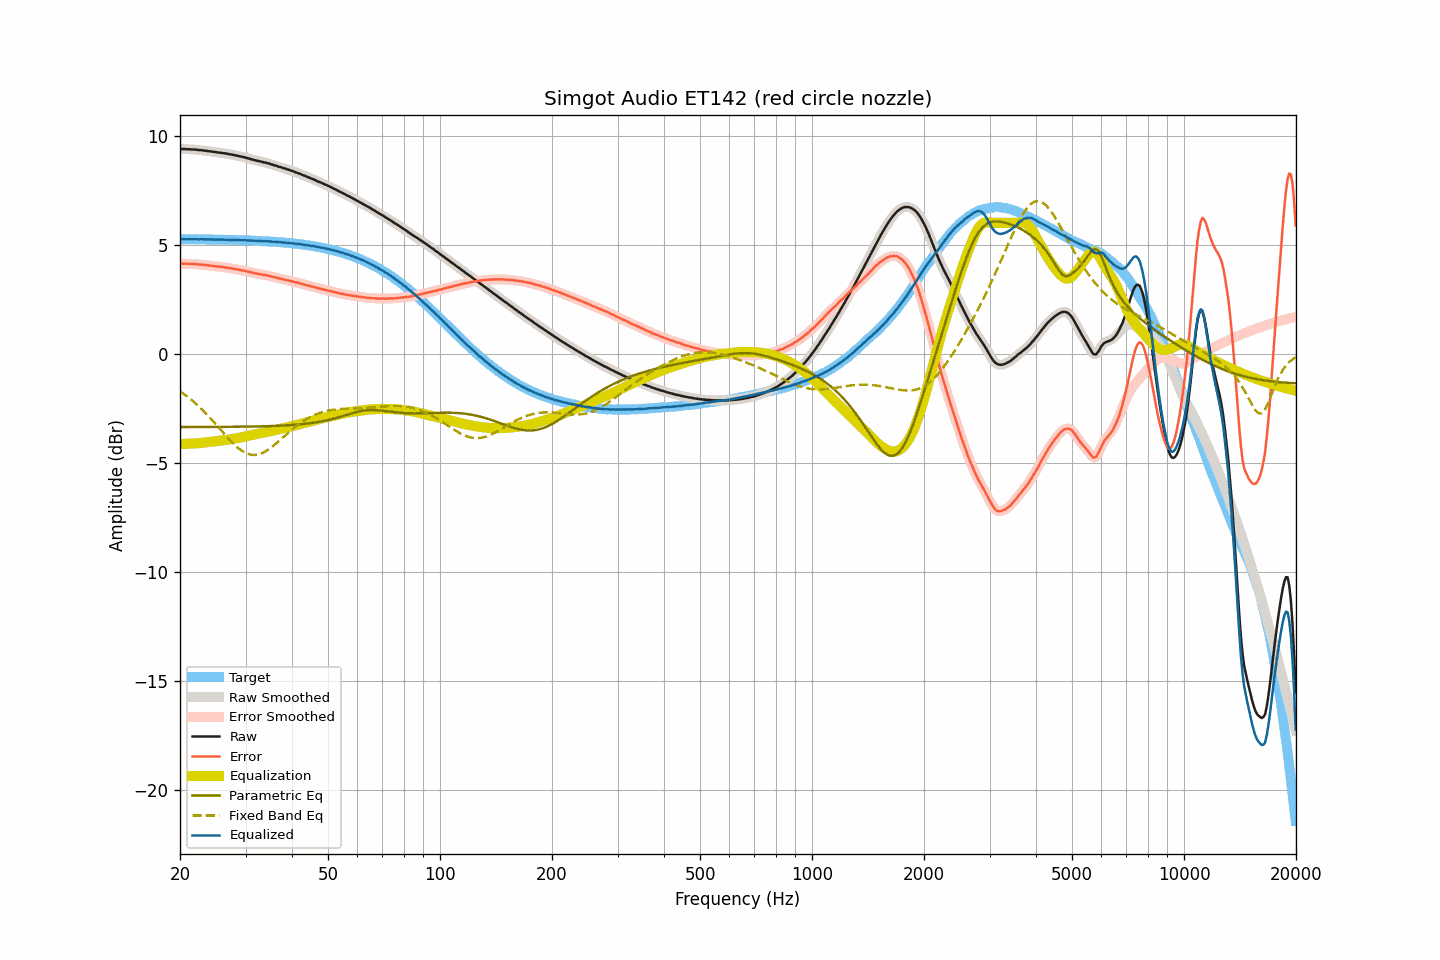 Simgot Audio ET142 (red circle nozzle)
10
5
0
−5
−10
−15
−20
Amplitude (dBr)
Target
Raw Smoothed
Error Smoothed
Raw
Error
Equalization
Parametric Eq
Fixed Band Eq
Equalized
20 50 100 200 500 1000 2000 5000 10000 20000
Frequency (Hz)